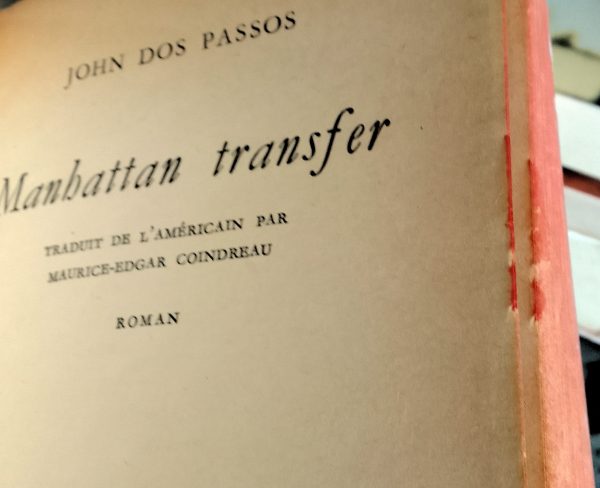 JOHN DOS PASSOS
Manhattan transfer
TRADUIT DE L'AMÉRICAIN PAR
MAURICE-EDGAR COINDREAU
ROMAN